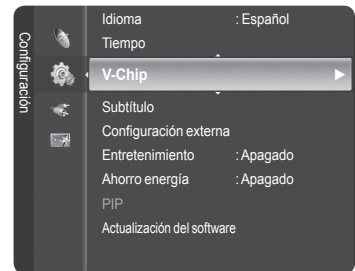 Configuración
Idioma : Español
Tiempo
V-Chip
Subtítulo
Configuración externa
Entretenimiento : Apagado
Ahorro energía : Apagado
PIP
Actualización del software